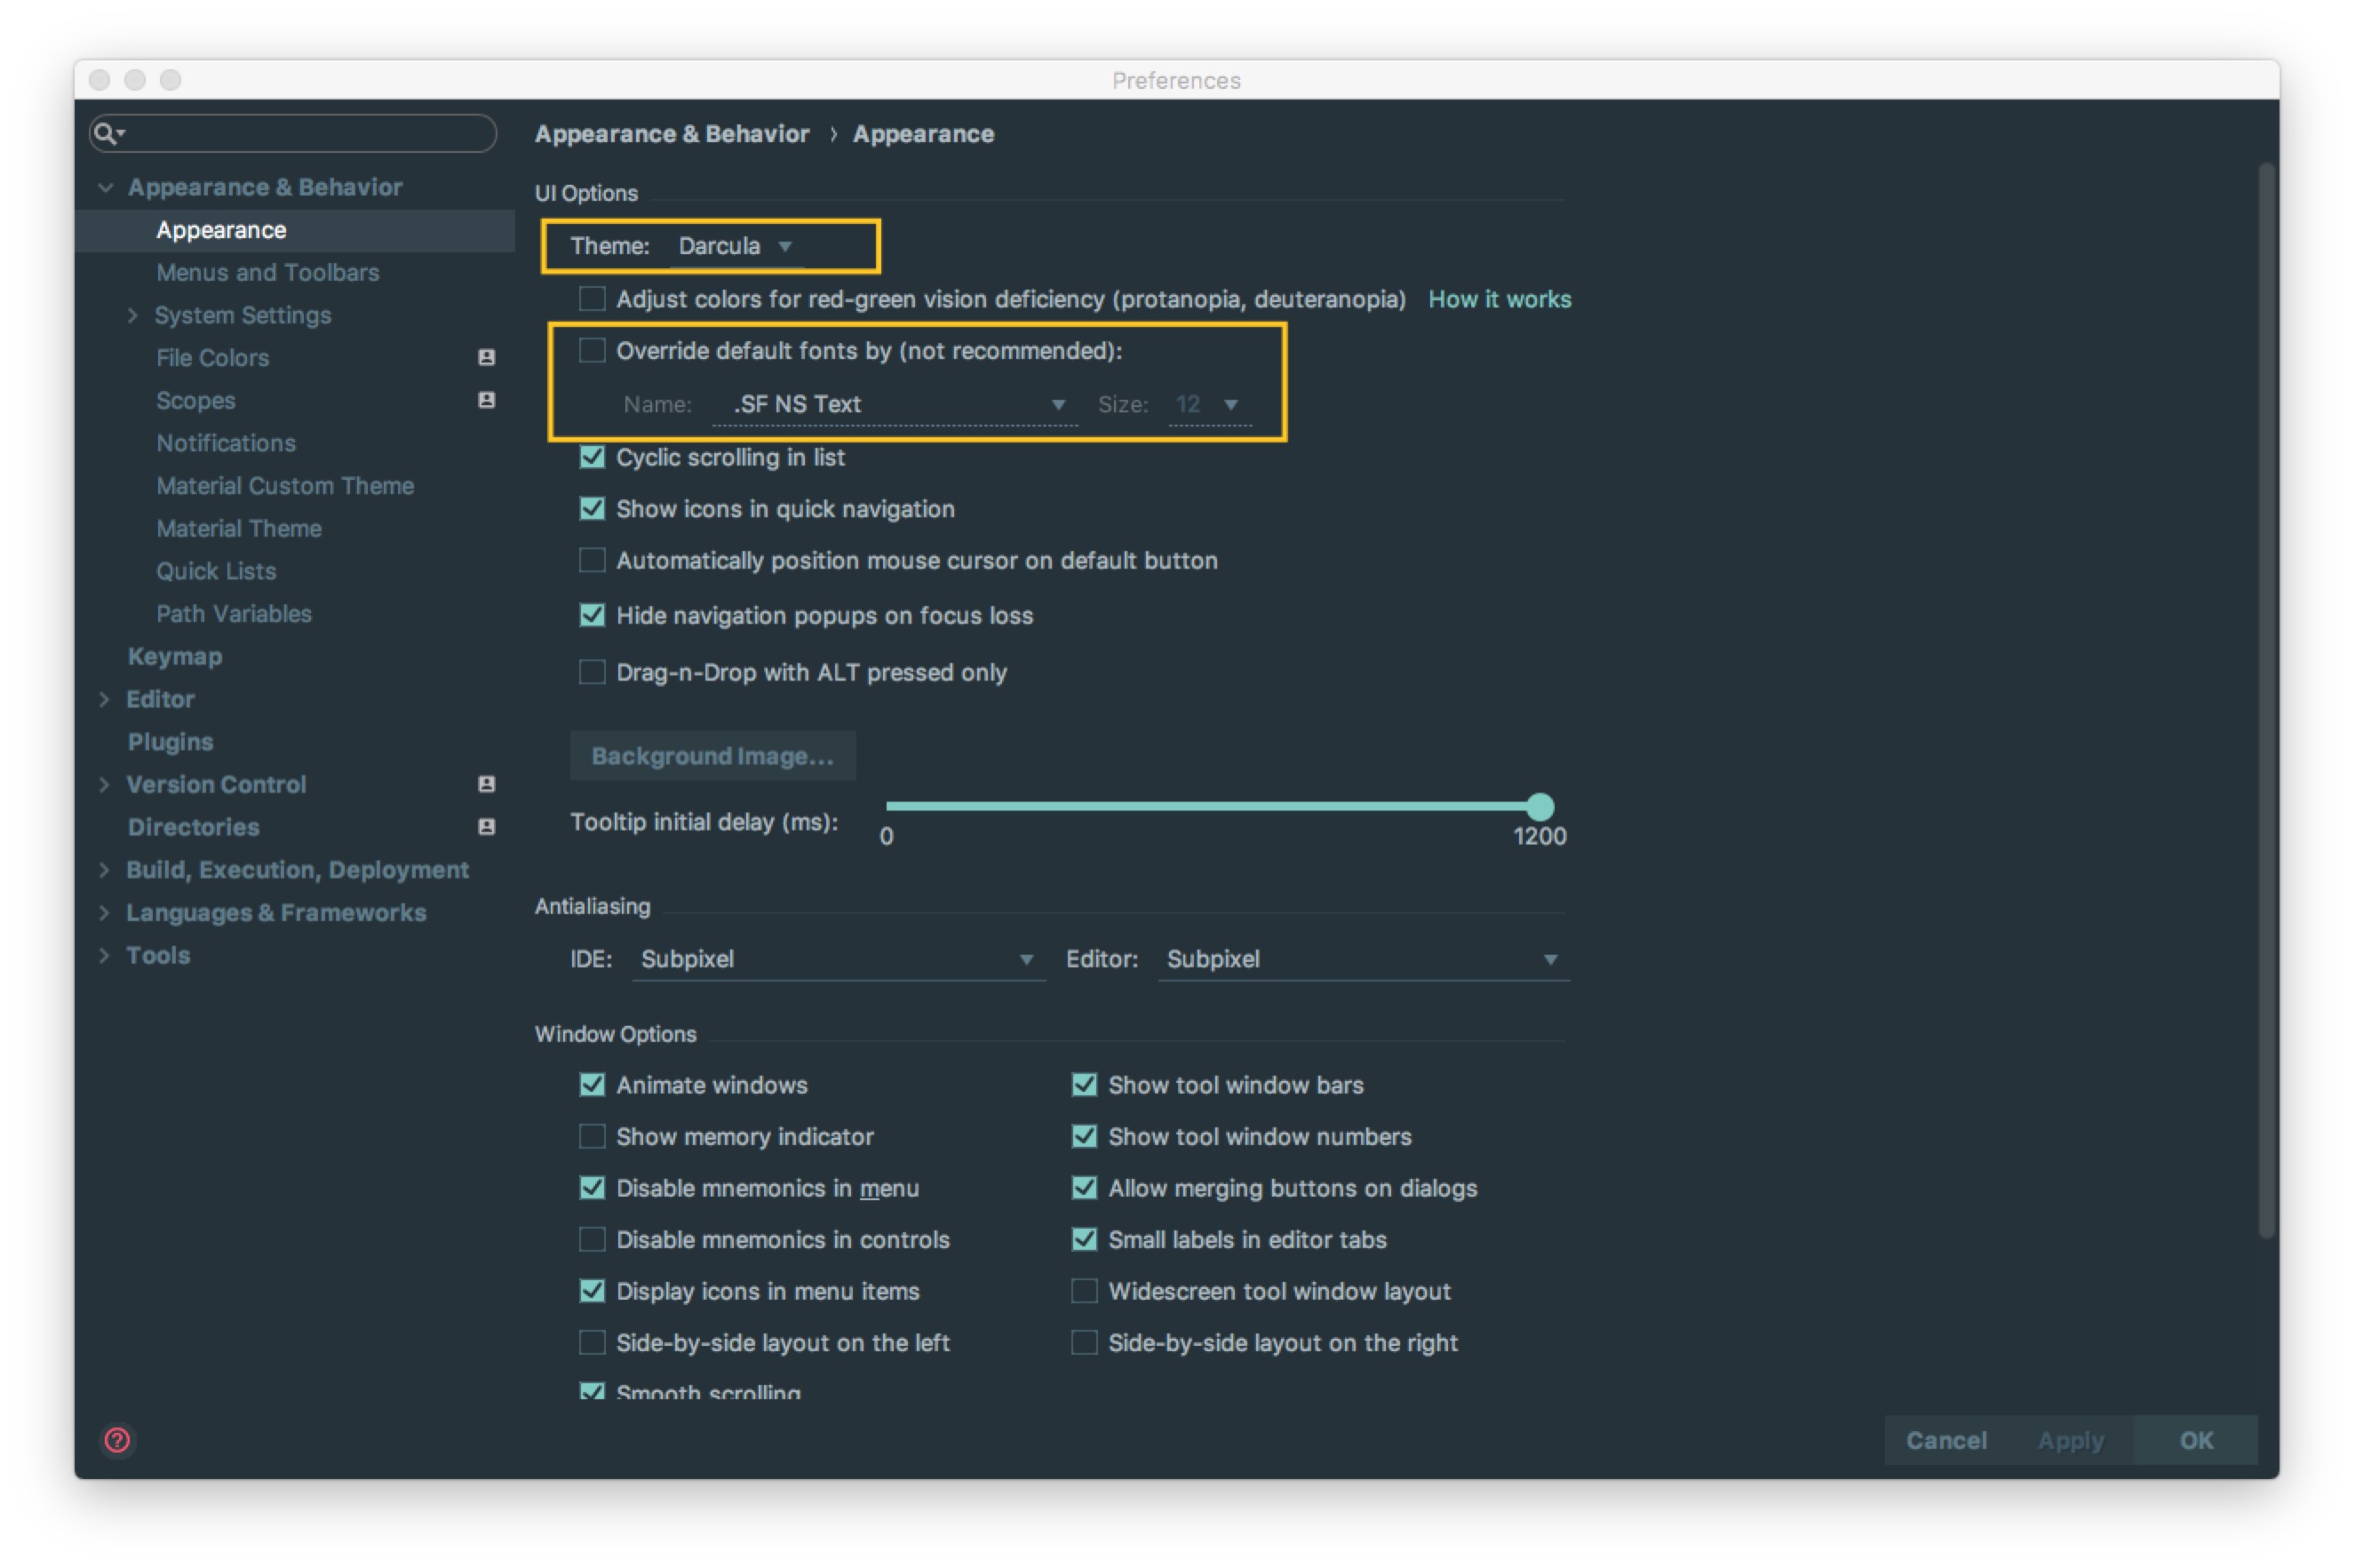 Preferences
Appearance & Behavior › Appearance
Appearance & Behavior
Appearance
Menus and Toolbars
System Settings
File Colors
Scopes
Notifications
Material Custom Theme
Material Theme
Quick Lists
Path Variables
Keymap
Editor
Plugins
Version Control
Directories
Build, Execution, Deployment
Languages & Frameworks
Tools
UI Options
Theme: Darcula
Adjust colors for red-green vision deficiency (protanopia, deuteranopia) How it works
Override default fonts by (not recommended):
Name: .SF NS Text Size: 12
Cyclic scrolling in list
Show icons in quick navigation
Automatically position mouse cursor on default button
Hide navigation popups on focus loss
Drag-n-Drop with ALT pressed only
Background Image...
Tooltip initial delay (ms):
0 1200
Antialiasing
IDE: Subpixel Editor: Subpixel
Window Options
Animate windows Show tool window bars
Show memory indicator Show tool window numbers
Disable mnemonics in menu Allow merging buttons on dialogs
Disable mnemonics in controls Small labels in editor tabs
Display icons in menu items Widescreen tool window layout
Side-by-side layout on the left Side-by-side layout on the right
Smooth scrolling
? Cancel Apply OK